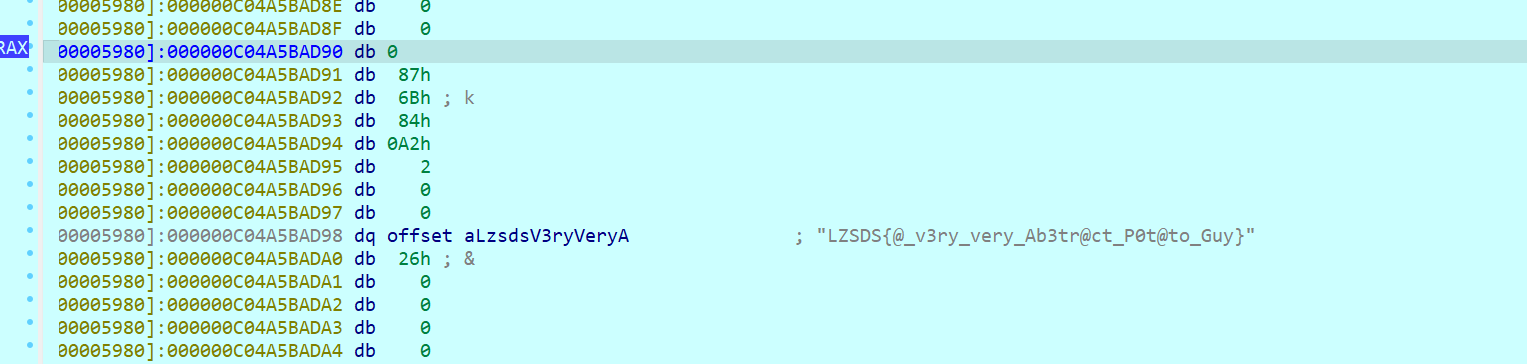 00005980]:000000C04A5BAD8E db 0
00005980]:000000C04A5BAD8F db 0
RAX 00005980]:000000C04A5BAD90 db 0
00005980]:000000C04A5BAD91 db 87h
00005980]:000000C04A5BAD92 db 6Bh ; k
00005980]:000000C04A5BAD93 db 84h
00005980]:000000C04A5BAD94 db 0A2h
00005980]:000000C04A5BAD95 db 2
00005980]:000000C04A5BAD96 db 0
00005980]:000000C04A5BAD97 db 0
00005980]:000000C04A5BAD98 dq offset aLzsdsV3ryVeryA ; "LZSDS{@_v3ry_very_Ab3tr@ct_P0t@to_Guy}"
00005980]:000000C04A5BADA0 db 26h ; &
00005980]:000000C04A5BADA1 db 0
00005980]:000000C04A5BADA2 db 0
00005980]:000000C04A5BADA3 db 0
00005980]:000000C04A5BADA4 db 0